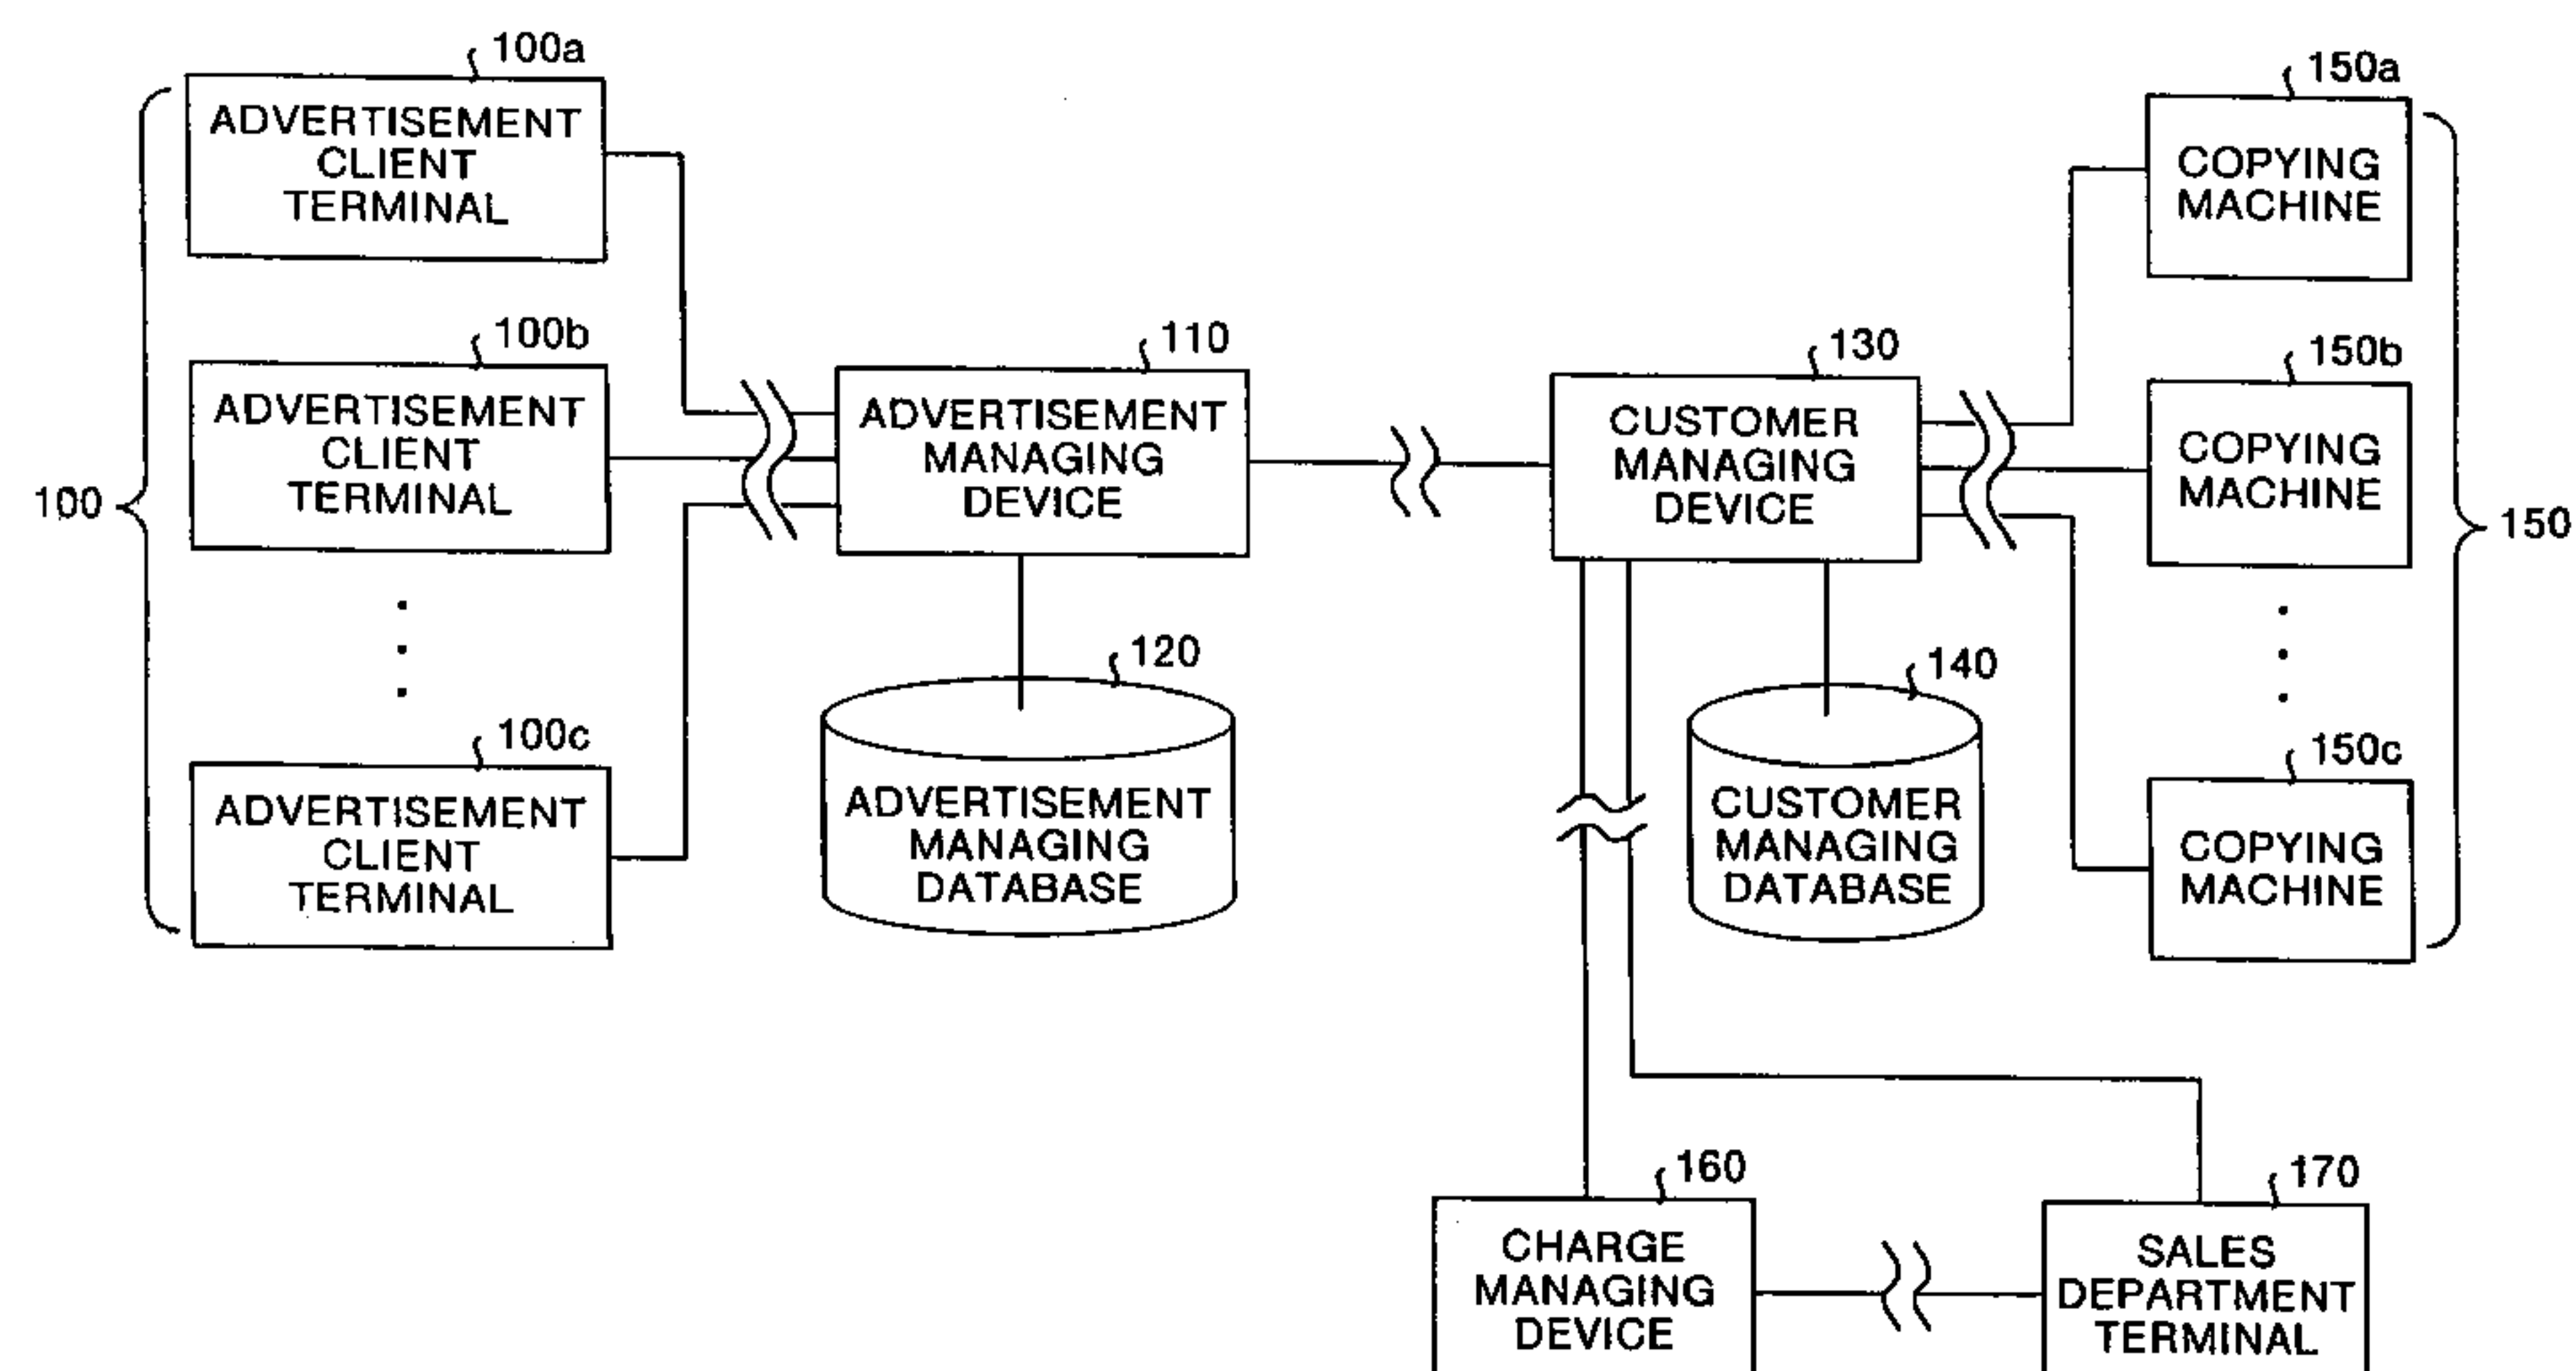 100a
ADVERTISEMENT
CLIENT
TERMINAL
100b
ADVERTISEMENT
CLIENT
TERMINAL
100
100c
ADVERTISEMENT
CLIENT
TERMINAL
110
ADVERTISEMENT
MANAGING
DEVICE
120
ADVERTISEMENT
MANAGING
DATABASE
130
CUSTOMER
MANAGING
DEVICE
140
CUSTOMER
MANAGING
DATABASE
150a
COPYING
MACHINE
150b
COPYING
MACHINE
150
150c
COPYING
MACHINE
160
CHARGE
MANAGING
DEVICE
170
SALES
DEPARTMENT
TERMINAL